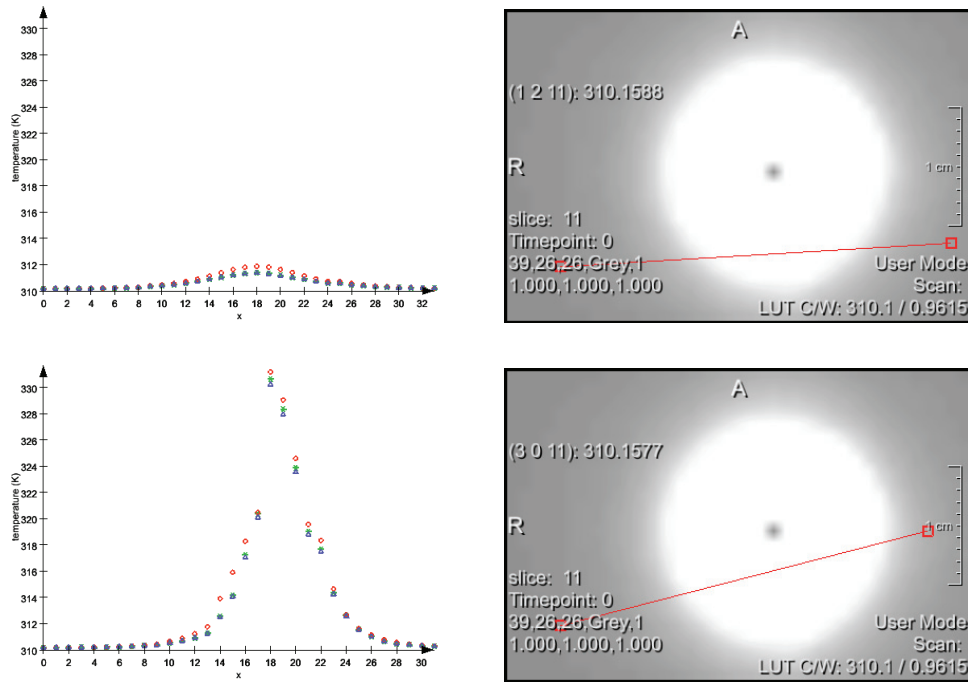 temperature (K)
330
328
326
324
322
320
318
316
314
312
310
0 2 4 6 8 10 12 14 16 18 20 22 24 26 28 30 32
x
A
(1 2 11): 310.1588
R
1 cm
slice: 11
Timepoint: 0
39,26,26,Grey,1
User Mode
1.000,1.000,1.000
Scan:
LUT C/W: 310.1 / 0.9615
temperature (K)
330
328
326
324
322
320
318
316
314
312
310
0 2 4 6 8 10 12 14 16 18 20 22 24 26 28 30
x
A
(3 0 11): 310.1577
R
1 cm
slice: 11
Timepoint: 0
39,26,26,Grey,1
User Mode
1.000,1.000,1.000
Scan:
LUT C/W: 310.1 / 0.9615